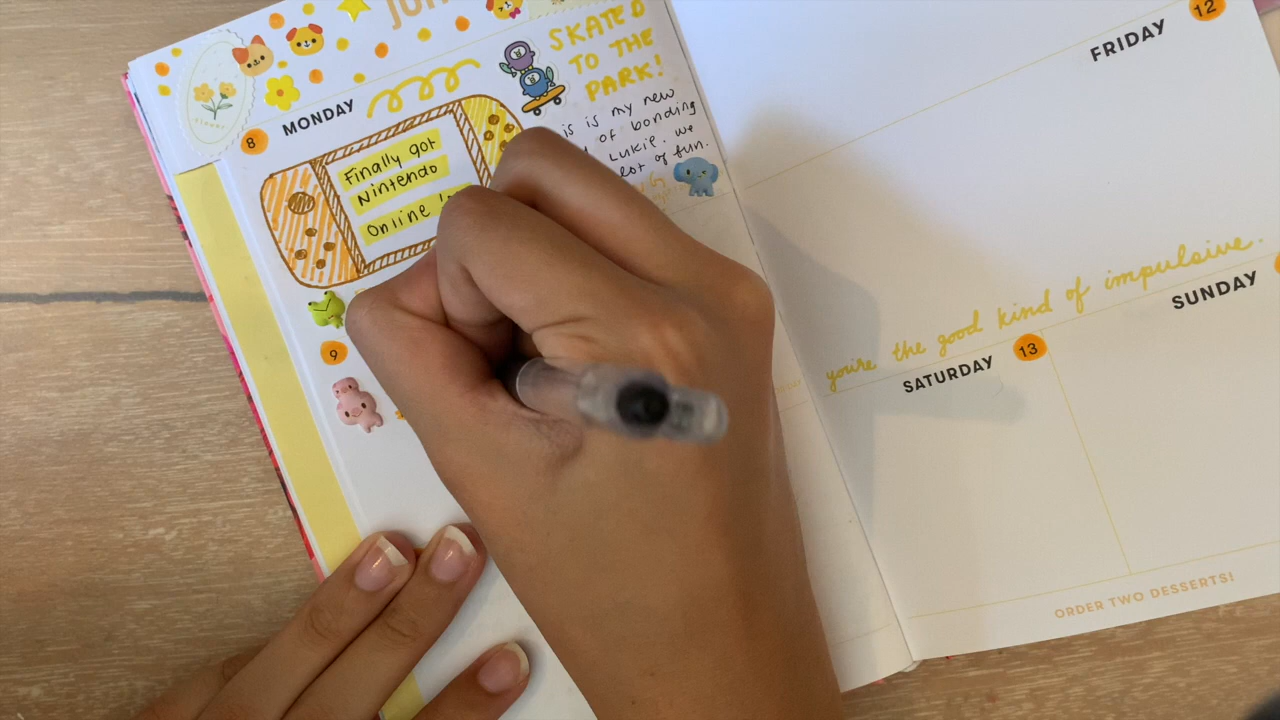 8 MONDAY
Finally got
Nintendo
Online
SKATED
TO THE
PARK!
is is my new
of bonding
Lukie. we
lot of fun.
9
FRIDAY 12
you're the good kind of impulsive.
SATURDAY 13
SUNDAY
ORDER TWO DESSERTS!